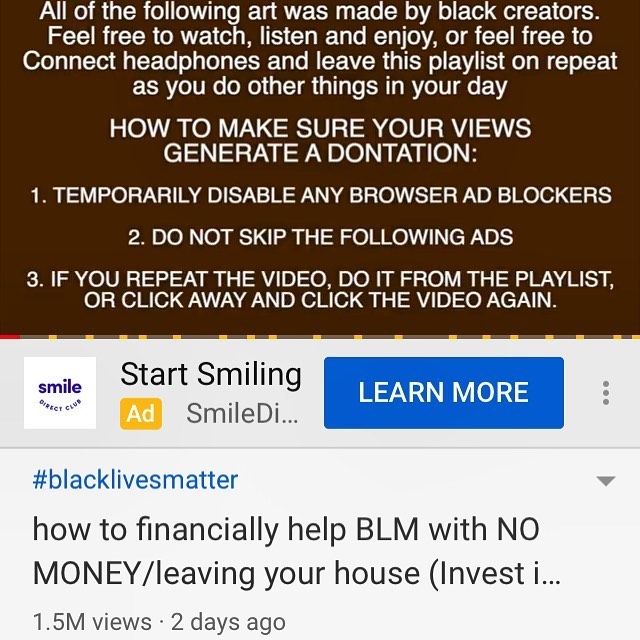 All of the following art was made by black creators.
Feel free to watch, listen and enjoy, or feel free to
Connect headphones and leave this playlist on repeat
as you do other things in your day
HOW TO MAKE SURE YOUR VIEWS
GENERATE A DONTATION:
1. TEMPORARILY DISABLE ANY BROWSER AD BLOCKERS
2. DO NOT SKIP THE FOLLOWING ADS
3. IF YOU REPEAT THE VIDEO, DO IT FROM THE PLAYLIST,
OR CLICK AWAY AND CLICK THE VIDEO AGAIN.
smile
DIRECT CLUB
Start Smiling
Ad SmileDi...
LEARN MORE
#blacklivesmatter
how to financially help BLM with NO
MONEY/leaving your house (Invest i...
1.5M views · 2 days ago